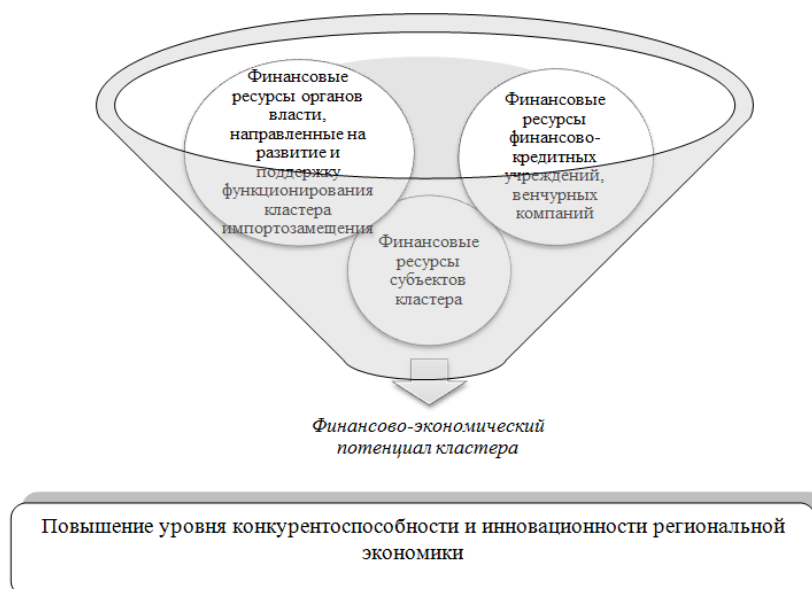 Финансовые
ресурсы органов
власти,
направленные на
развитие и
поддержку
функционирования
кластера
импортозамещения
Финансовые
ресурсы
финансово-
кредитных
учреждений,
венчурных
компаний
Финансовые
ресурсы
субъектов
кластера
Финансово-экономический
потенциал кластера
Повышение уровня конкурентоспособности и инновационности региональной
экономики